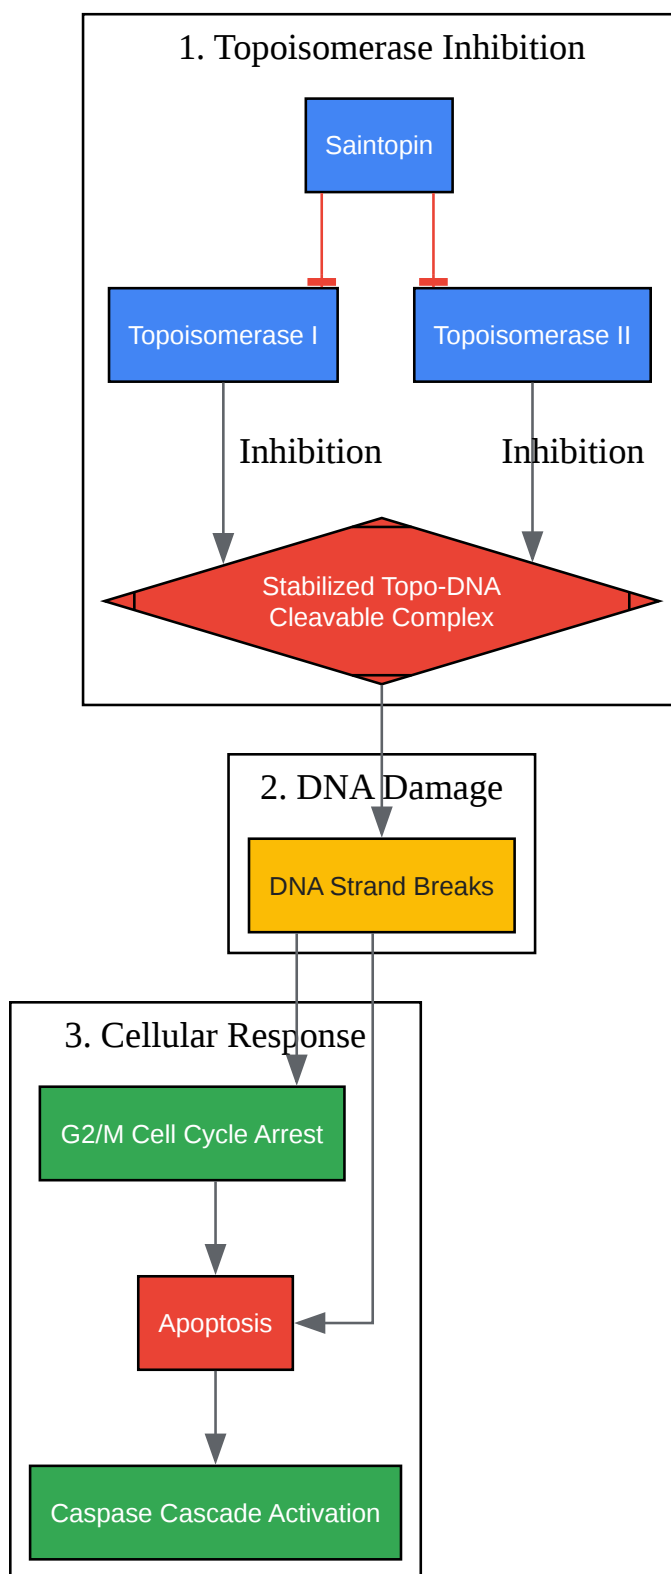 1. Topoisomerase Inhibition
Saintopin
Topoisomerase I
Topoisomerase II
Inhibition
Inhibition
Stabilized Topo-DNA
Cleavable Complex
2. DNA Damage
DNA Strand Breaks
3. Cellular Response
G2/M Cell Cycle Arrest
Apoptosis
Caspase Cascade Activation